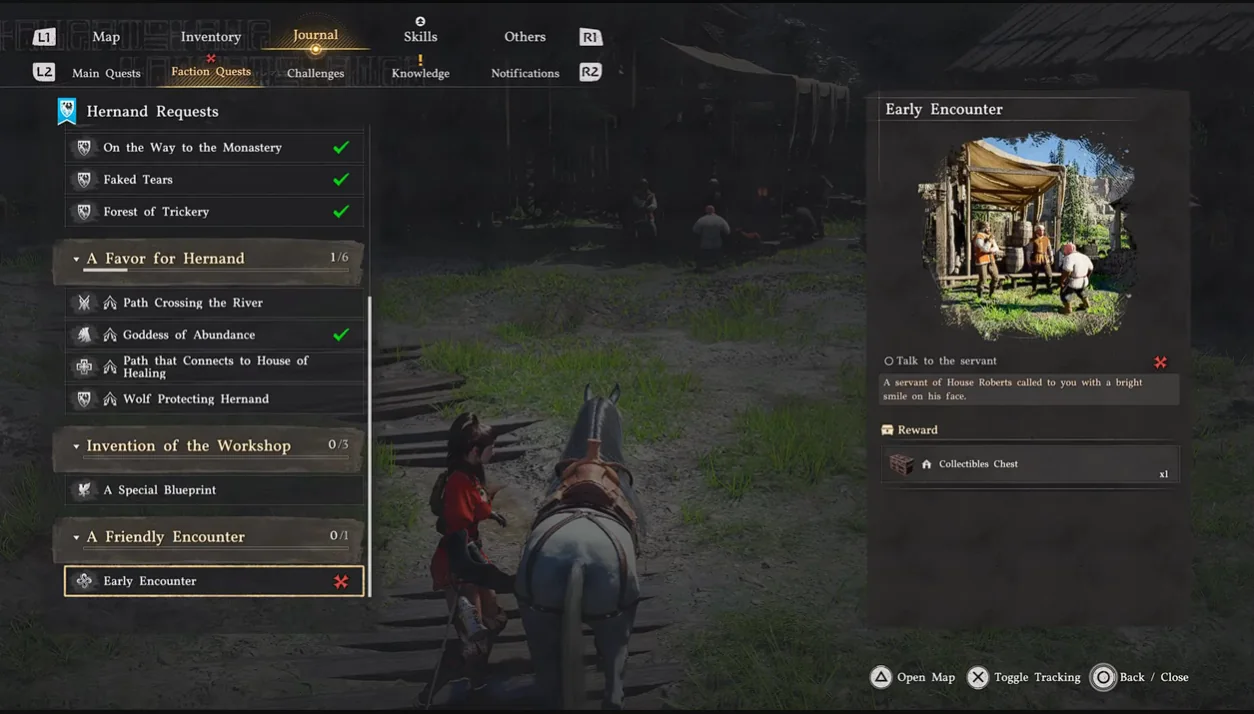 L1
Map
Inventory
Journal
Skills
Others
R1
L2
Main Quests
Faction Quests
Challenges
Knowledge
Notifications
R2
Hernand Requests
On the Way to the Monastery
Faked Tears
Forest of Trickery
A Favor for Hernand 1/6
Path Crossing the River
Goddess of Abundance
Path that Connects to House of
Healing
Wolf Protecting Hernand
Invention of the Workshop 0/3
A Special Blueprint
A Friendly Encounter 0/1
Early Encounter
Early Encounter
Talk to the servant
A servant of House Roberts called to you with a bright
smile on his face.
Reward
Collectibles Chest
x1
Open Map
Toggle Tracking
Back / Close